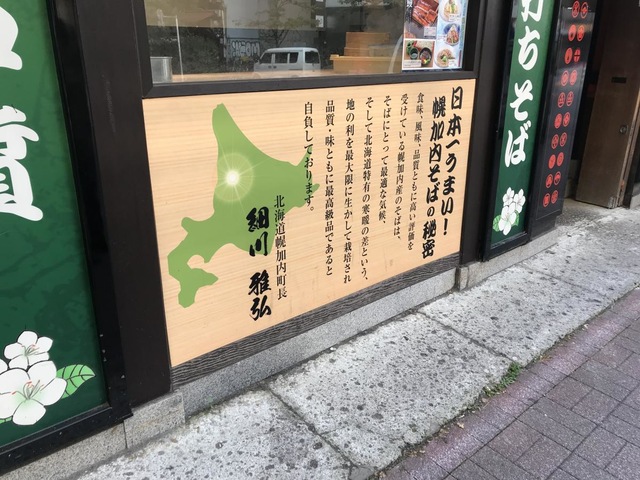 日本一うまい！
幌加内そばの秘密
食味、風味、品質ともに高い評価を
受けている幌加内産のそばは、
そばにとって最適な気候、
そして北海道特有の寒暖の差という、
地の利を最大限に生かして栽培され
品質・味ともに最高級品であると
自負しております。
北海道幌加内町長
細川 雅弘
打ちそば
質